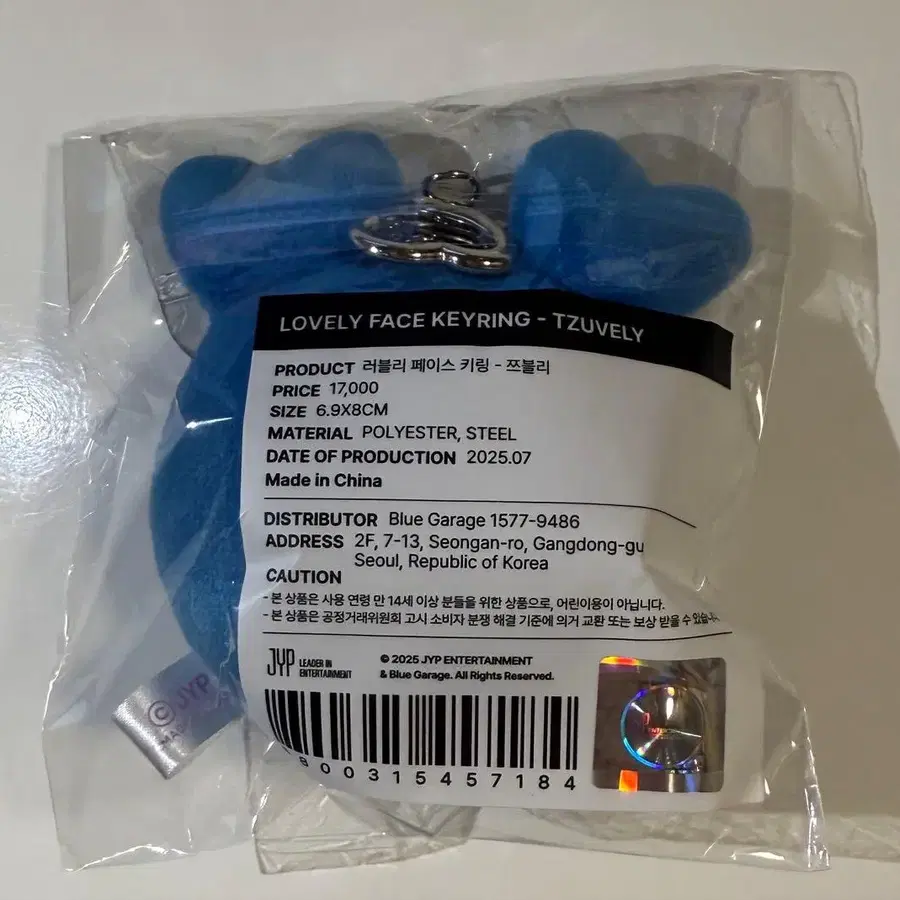 LOVELY FACE KEYRING - TZUVELY
PRODUCT 러블리 페이스 키링 - 쯔블리
PRICE 17,000
SIZE 6.9X8CM
MATERIAL POLYESTER, STEEL
DATE OF PRODUCTION 2025.07
Made in China
DISTRIBUTOR Blue Garage 1577-9486
ADDRESS 2F, 7-13, Seongan-ro, Gangdong-gu
Seoul, Republic of Korea
CAUTION
- 본 상품은 사용 연령 만 14세 이상 분들을 위한 상품으로, 어린이용이 아닙니다.
- 본 상품은 공정거래위원회 고시 소비자 분쟁 해결 기준에 의거 교환 또는 보상 받을 수
JYP LEADER IN
ENTERTAINMENT
© 2025 JYP ENTERTAINMENT
& Blue Garage. All Rights Reserved.
800315457184
© JYP